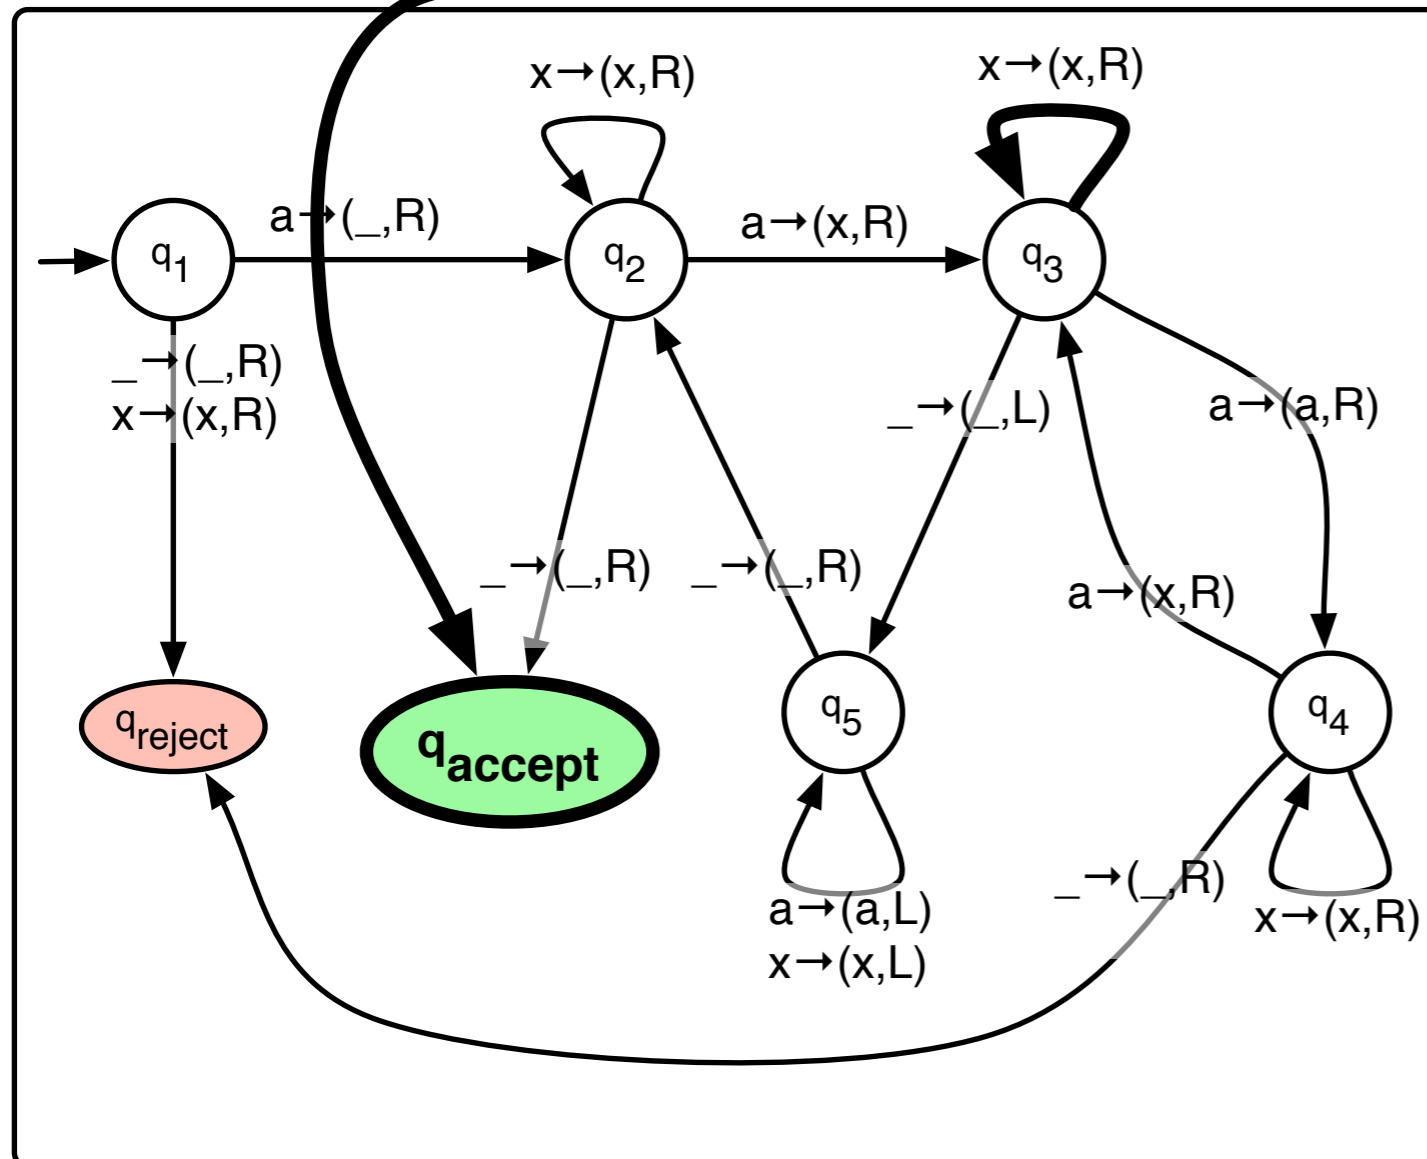 x→(x,R)
x→(x,R)
a→(_,R)
a→(x,R)
q1
q2
q3
_→(_,R)
x→(x,R)
_→(_,L)
a→(a,R)
_→(_,R)
_→(_,R)
a→(x,R)
qreject
qaccept
q5
q4
a→(a,L)
x→(x,L)
_→(_,R)
x→(x,R)